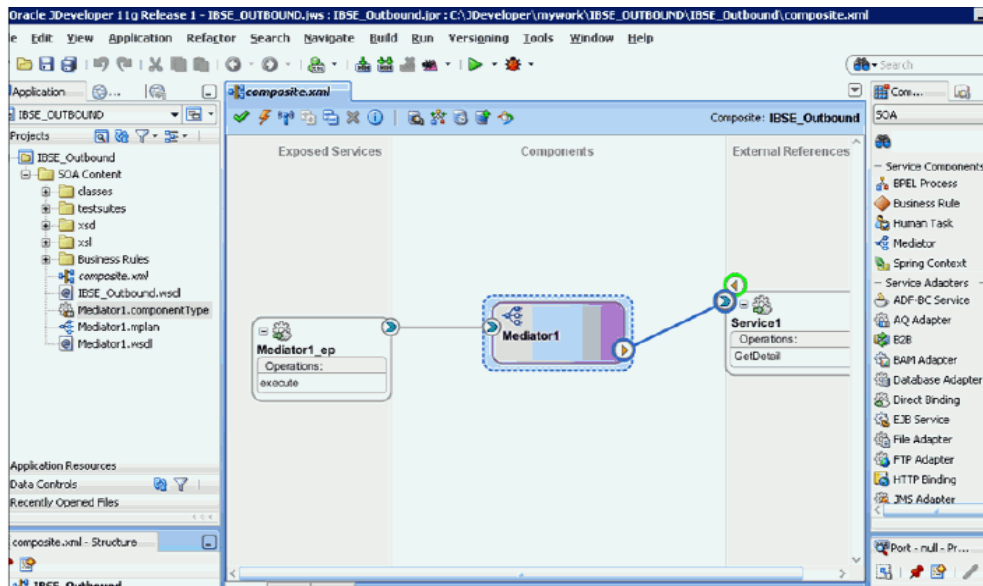 Oracle JDeveloper 11g Release 1 - IBSE_OUTBOUND.jws : IBSE_Outbound.jpr : C:\JDeveloper\mywork\IBSE_OUTBOUND\IBSE_Outbound\composite.xml
e Edit View Application Refactor Search Navigate Build Run Versioning Tools Window Help
Search
Application
composite.xml
Com...
IBSE_OUTBOUND
Composite: IBSE_Outbound
SOA
Projects
Exposed Services
Components
External References
IBSE_Outbound
SOA Content
classes
testsuites
xsd
xsl
Business Rules
composite.xml
IBSE_Outbound.wsdl
Mediator1.componentType
Mediator1.mplan
Mediator1.wsdl
Mediator1_ep
Operations:
execute
Mediator1
Service1
Operations:
GetDetail
Service Components
BPEL Process
Business Rule
Human Task
Mediator
Spring Context
Service Adapters
ADF-BC Service
AQ Adapter
B2B
BAM Adapter
Database Adapter
Direct Binding
EJB Service
File Adapter
FTP Adapter
HTTP Binding
JMS Adapter
Application Resources
Data Controls
Recently Opened Files
composite.xml - Structure
IBSE_Outbound
Port - null - Pr...